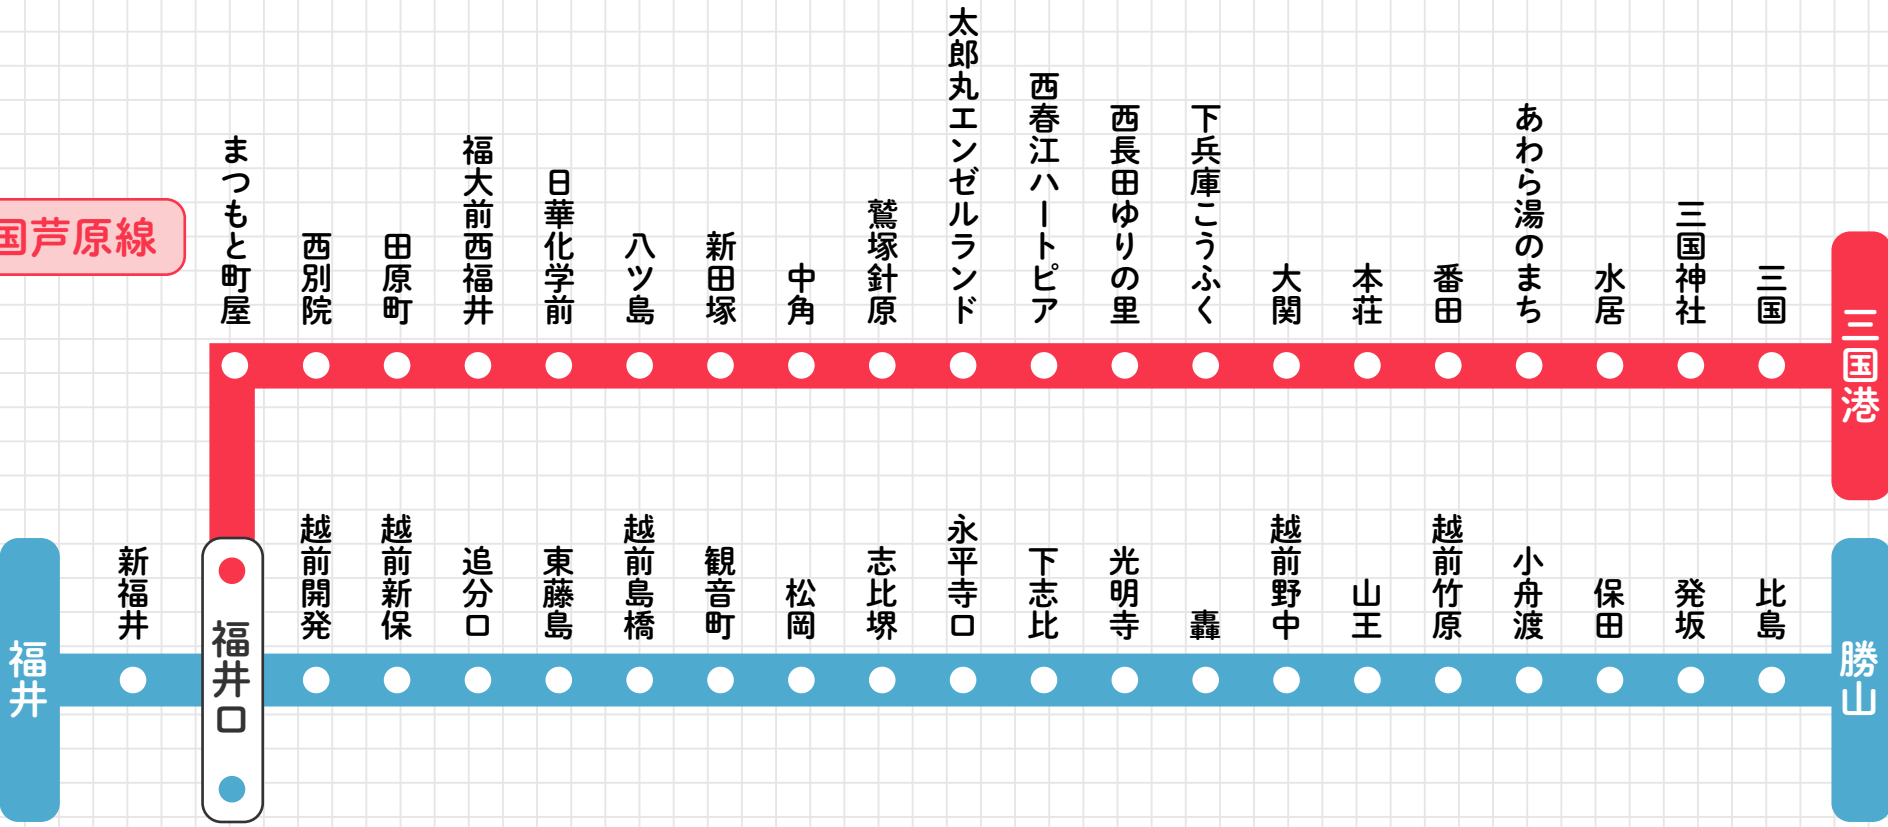 国芦原線
まつもと町屋
西別院
田原町
福大前西福井
日華化学前
八ツ島
新田塚
中角
鷲塚針原
太郎丸エンゼルランド
西春江ハートピア
西長田ゆりの里
下兵庫こうふく
大関
本荘
番田
あわら湯のまち
水居
三国神社
三国
三国港
福井
新福井
福井口
越前開発
越前新保
追分口
東藤島
越前島橋
観音町
松岡
志比堺
永平寺口
下志比
光明寺
轟
越前野中
山王
越前竹原
小舟渡
保田
発坂
比島
勝山